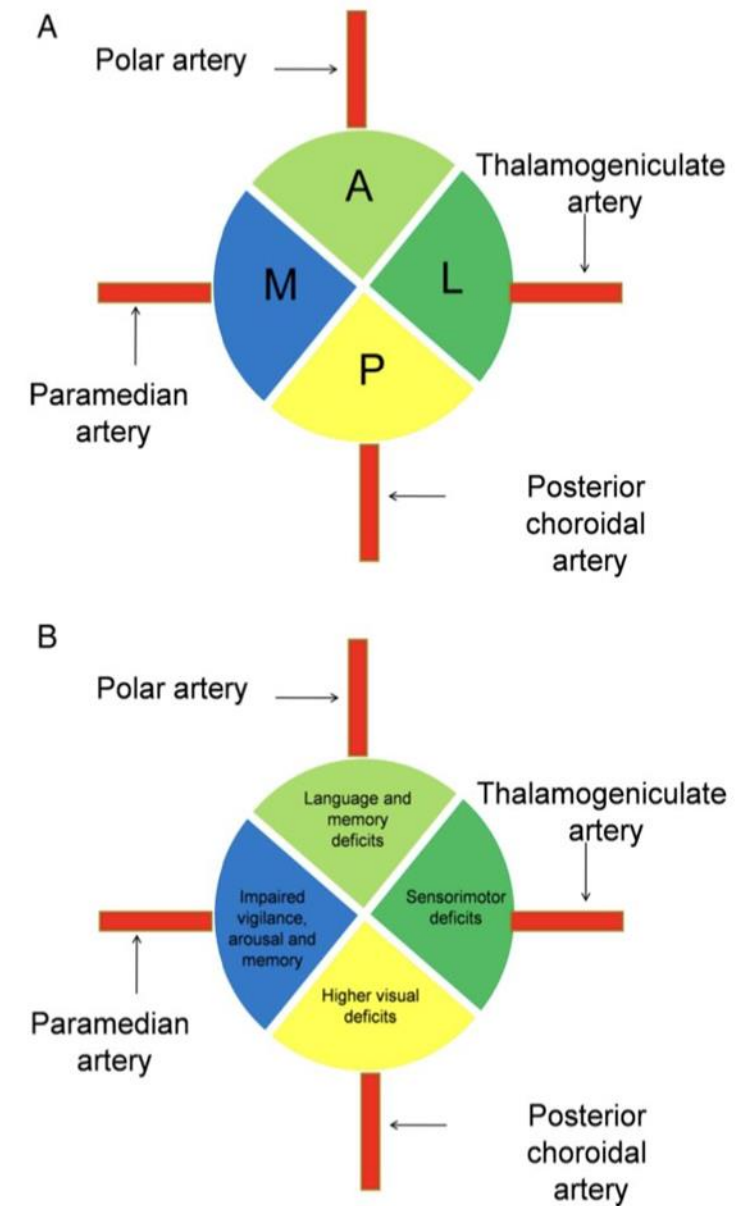 A
Polar artery
Thalamogeniculate
artery
A
M
L
P
Paramedian
artery
Posterior
choroidal
artery
B
Polar artery
Thalamogeniculate
artery
Language and
memory
deficits
Impaired
vigilance,
arousal and
memory
Sensorimotor
deficits
Higher visual
deficits
Paramedian
artery
Posterior
choroidal
artery